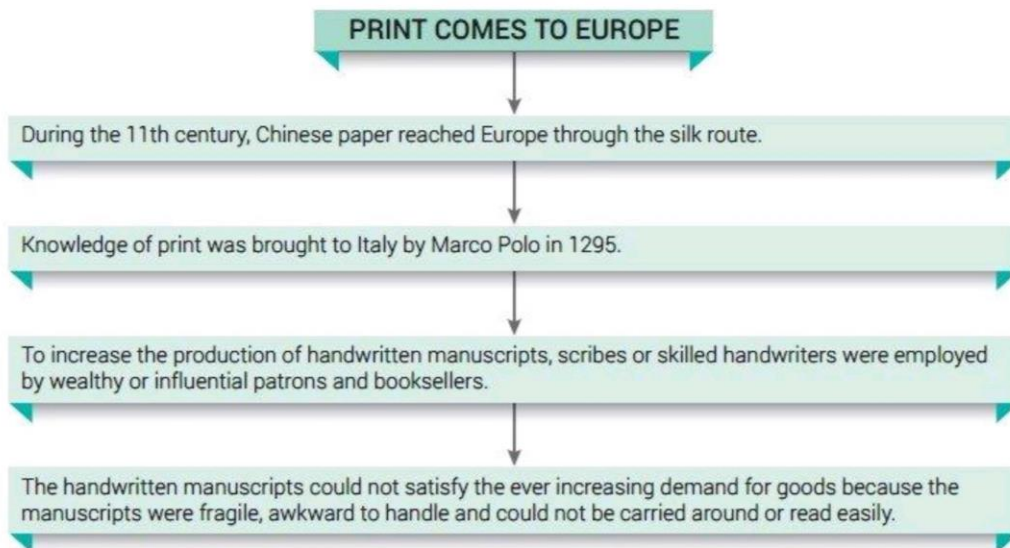 PRINT COMES TO EUROPE
During the 11th century, Chinese paper reached Europe through the silk route.
Knowledge of print was brought to Italy by Marco Polo in 1295.
To increase the production of handwritten manuscripts, scribes or skilled handwriters were employed
by wealthy or influential patrons and booksellers.
The handwritten manuscripts could not satisfy the ever increasing demand for goods because the
manuscripts were fragile, awkward to handle and could not be carried around or read easily.